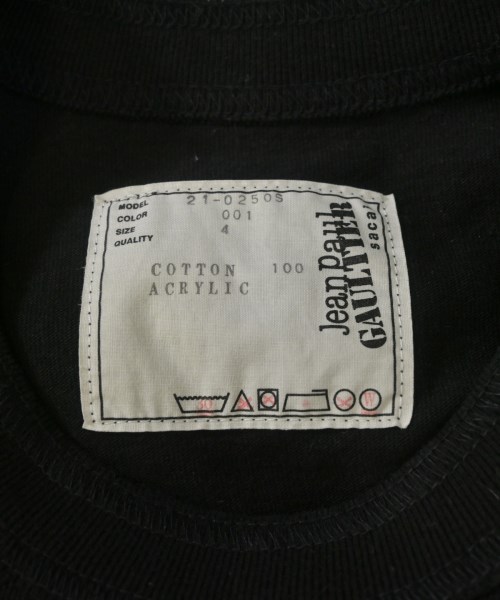 MODEL 21-0250S
COLOR 001
SIZE 4
QUALITY
COTTON 100
ACRYLIC
Jean Paul
GAULTIER
sacai